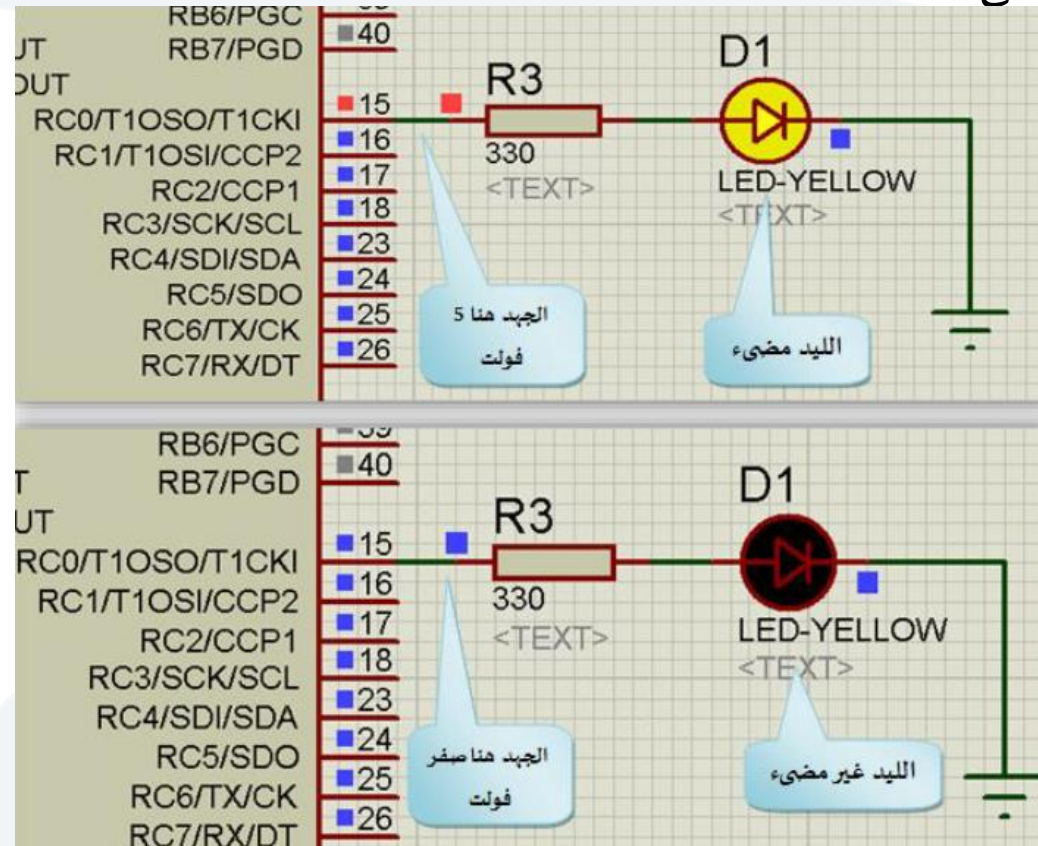 RB6/PGC
40
UT RB7/PGD
OUT
D1
R3
15
RC0/T1OSO/T1CKI
16
RC1/T1OSI/CCP2
330
17
RC2/CCP1
<TEXT>
LED-YELLOW
<TEXT>
18
RC3/SCK/SCL
23
RC4/SDI/SDA
24
RC5/SDO
25
RC6/TX/CK
26
RC7/RX/DT
الجهد هنا 5
فولت
الليد مضيء
39
RB6/PGC
40
T RB7/PGD
UT
D1
R3
15
RC0/T1OSO/T1CKI
16
RC1/T1OSI/CCP2
330
17
RC2/CCP1
<TEXT>
LED-YELLOW
<TEXT>
18
RC3/SCK/SCL
23
RC4/SDI/SDA
24
RC5/SDO
25
RC6/TX/CK
26
RC7/RX/DT
الجهد هنا صفر
فولت
الليد غير مضيء